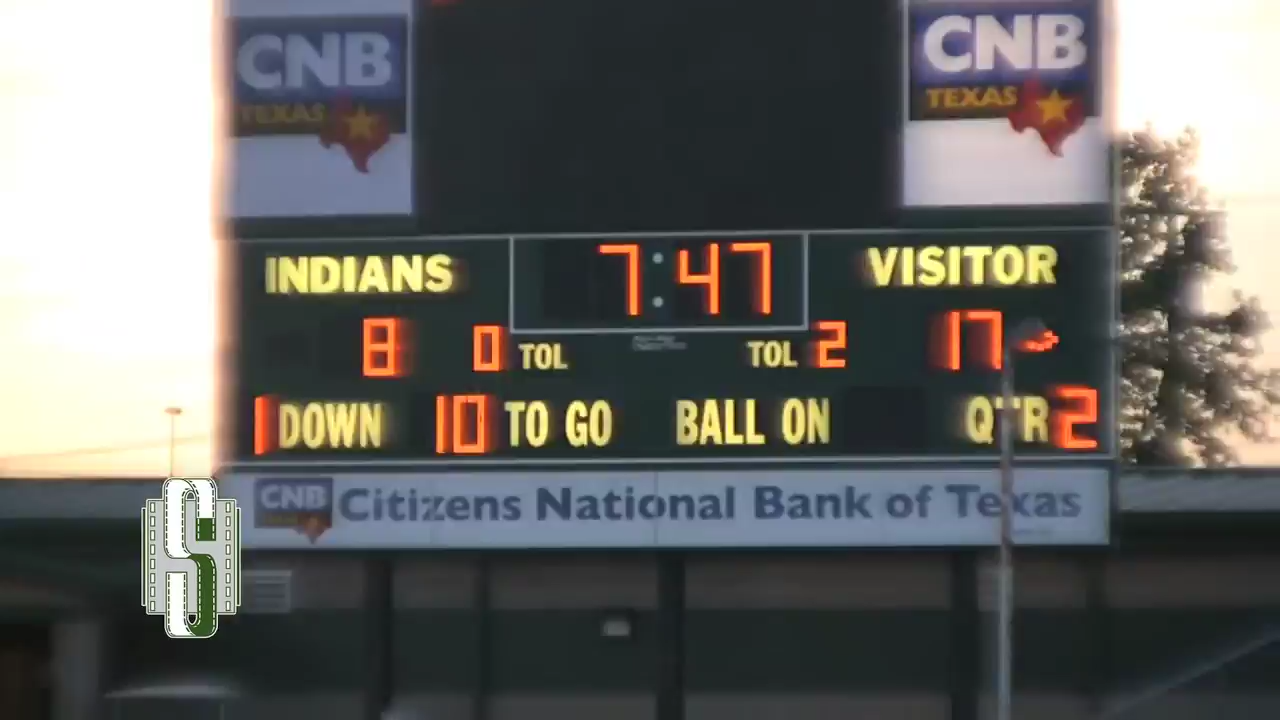 CNB
TEXAS
CNB
TEXAS
INDIANS 7:47 VISITOR
8 0 TOL TOL 2 17
1 DOWN 10 TO GO BALL ON QTR 2
CNB Citizens National Bank of Texas
S